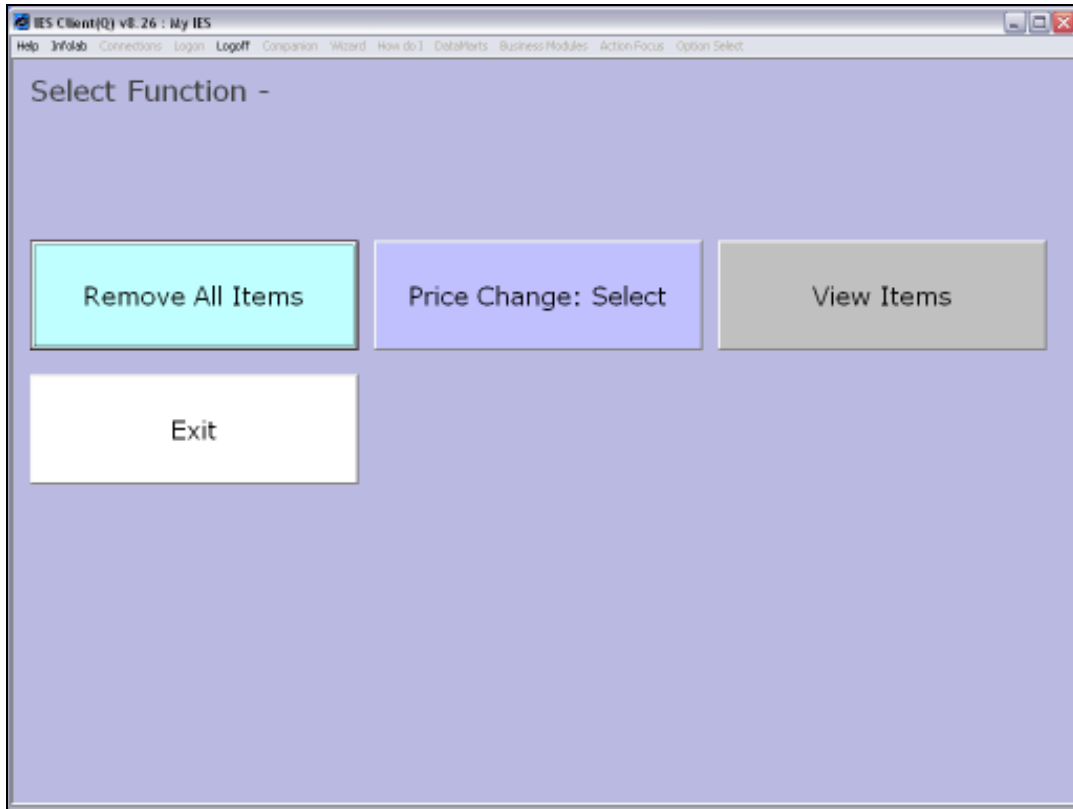 IES Client(Q) v8.26 : My IES
Help Infolab Connections Logon Logoff Companion Wizard How do I DataMarts Business Modules Action Focus Option Select
Select Function -
Remove All Items Price Change: Select View Items
Exit